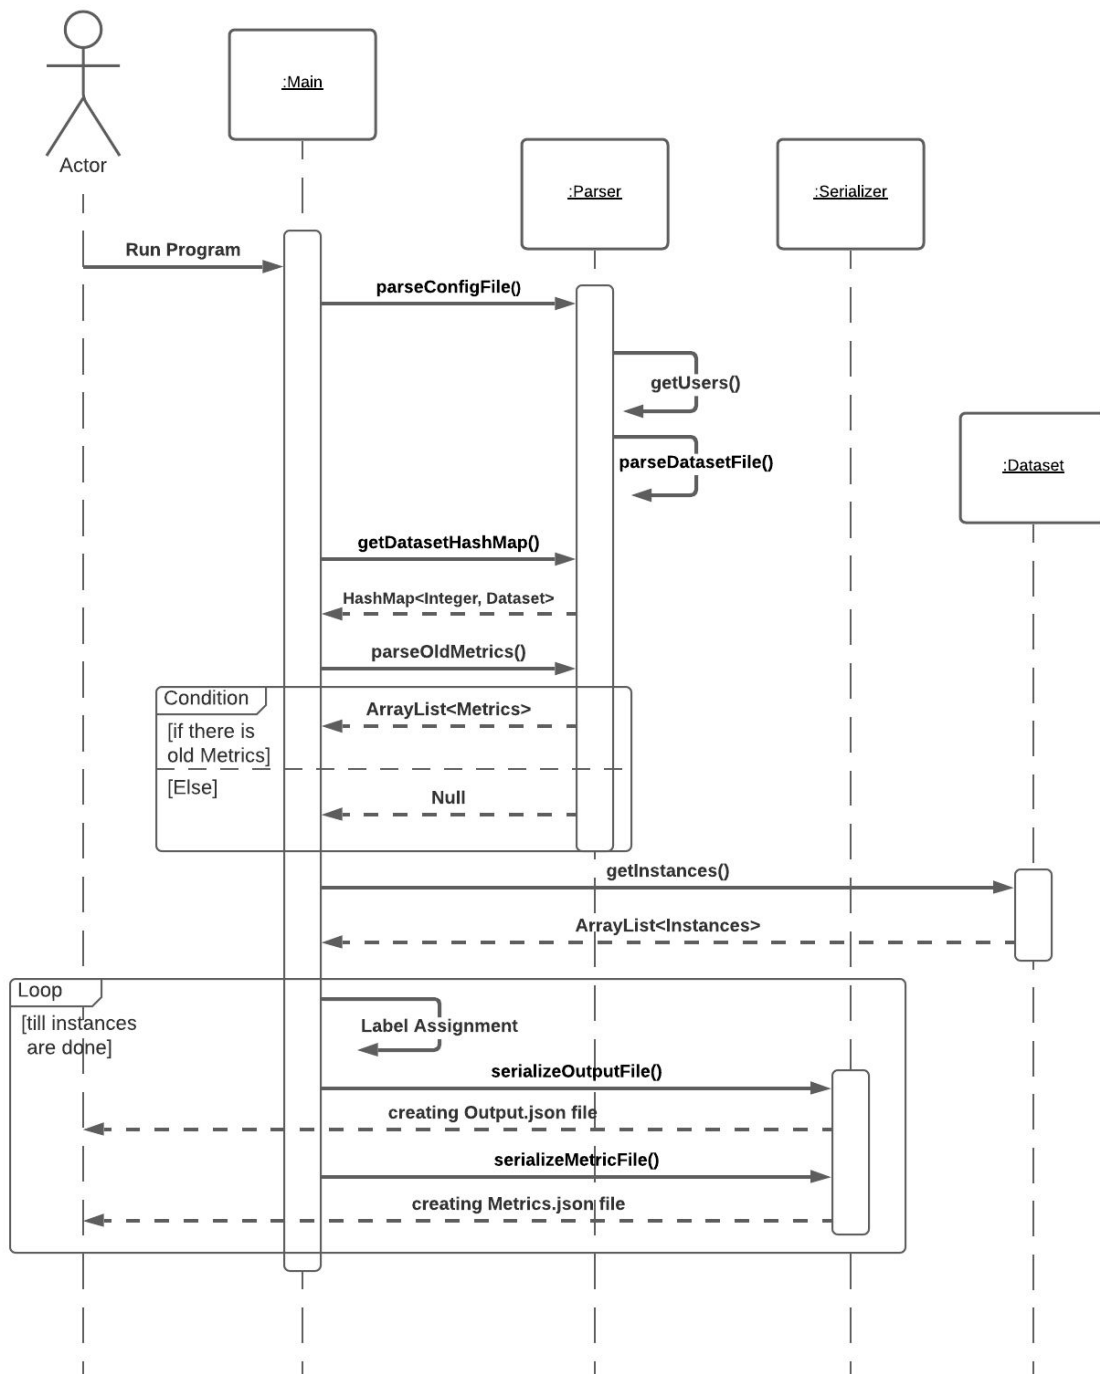 :Main
:Parser
:Serializer
Actor
Run Program
parseConfigFile()
getUsers()
parseDatasetFile()
:Dataset
getDatasetHashMap()
HashMap<Integer, Dataset>
parseOldMetrics()
Condition
ArrayList<Metrics>
[if there is
old Metrics]
[Else]
Null
getInstances()
ArrayList<Instances>
Loop
[till instances
are done]
Label Assignment
serializeOutputFile()
creating Output.json file
serializeMetricFile()
creating Metrics.json file